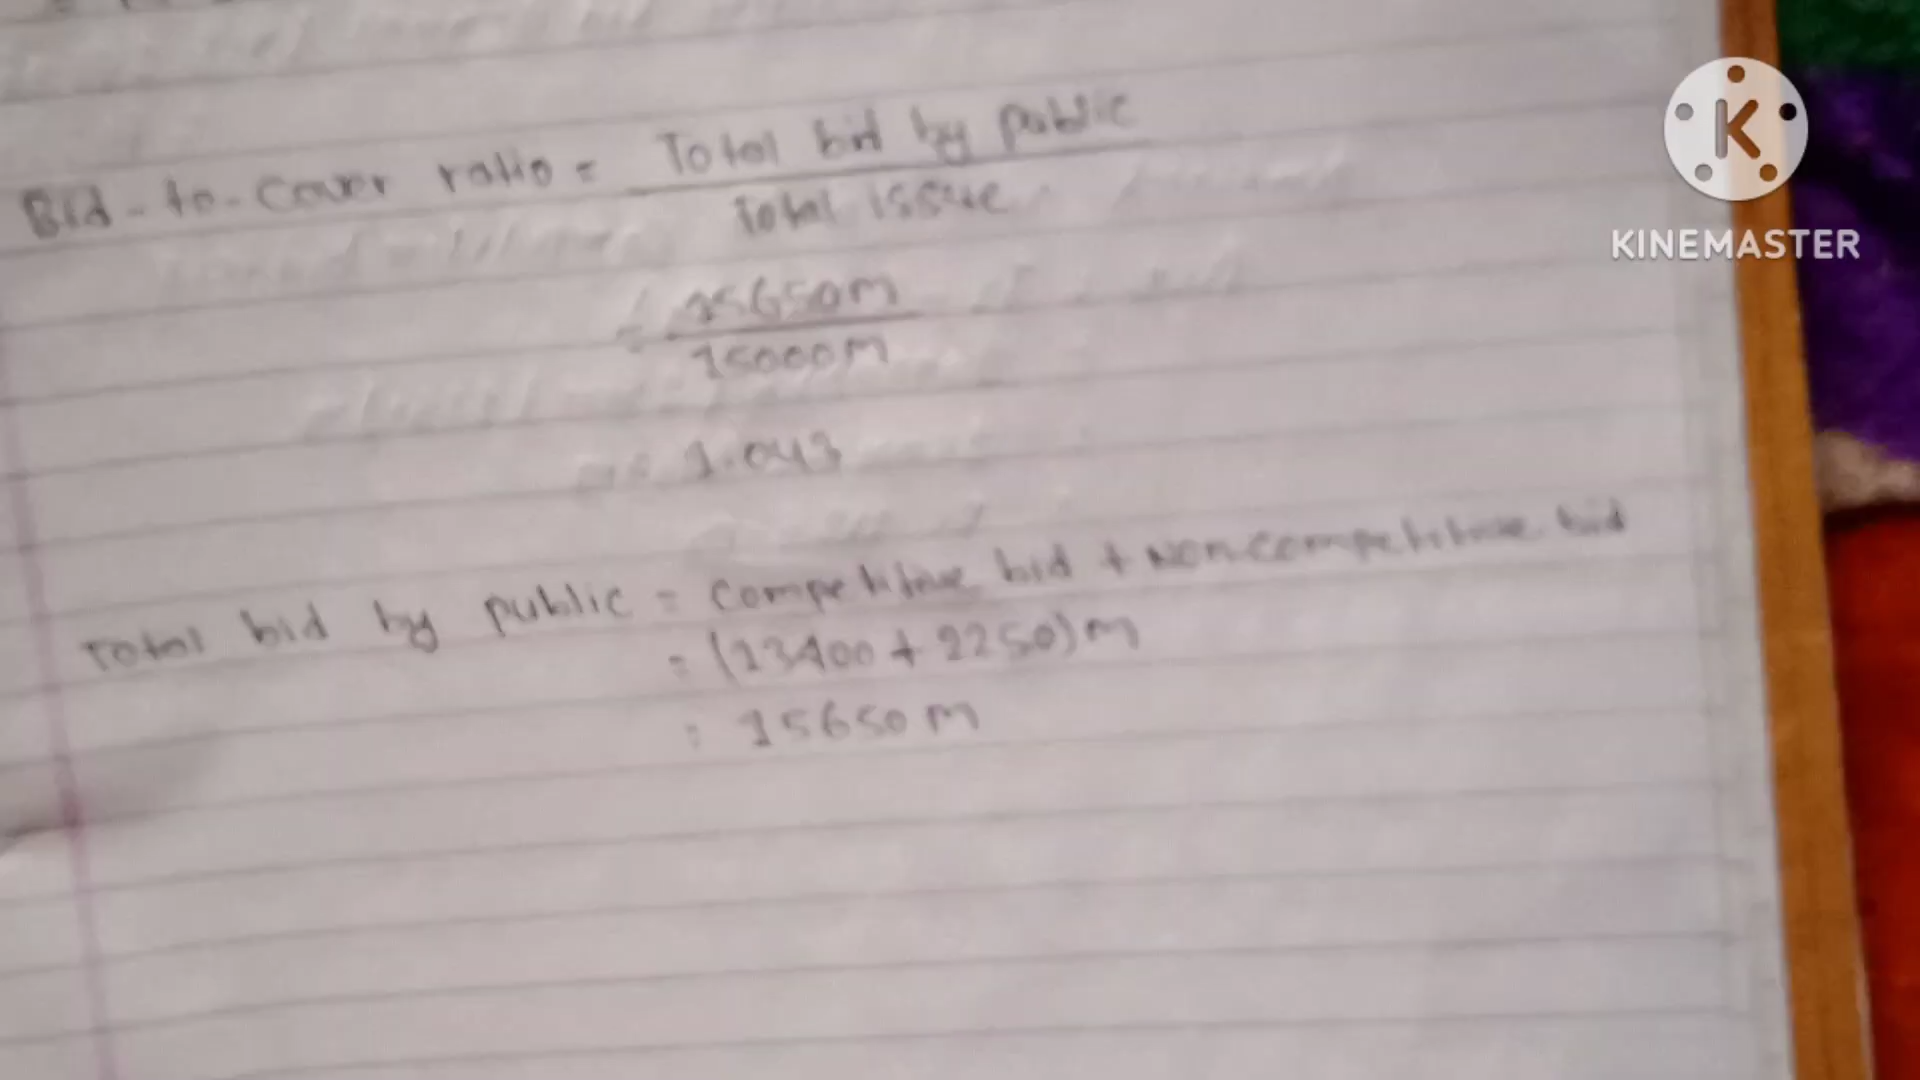 Bid-to-Cover ratio = Total bid by public
Total issue
= 15650M
15000M
= 1.043
Total bid by public = competitive bid + Noncompetitive bid
= (13400 + 2250)M
= 15650M
K
KINEMASTER